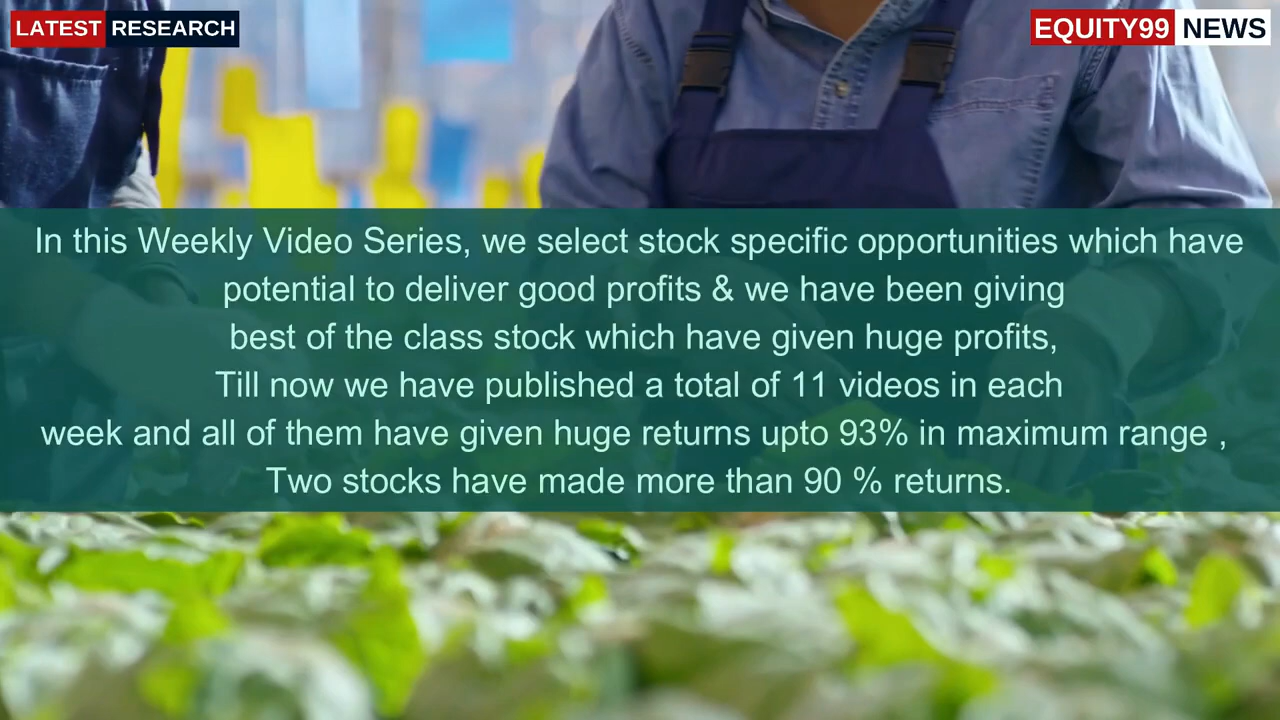 LATEST RESEARCH
EQUITY99 NEWS
In this Weekly Video Series, we select stock specific opportunities which have
potential to deliver good profits & we have been giving
best of the class stock which have given huge profits,
Till now we have published a total of 11 videos in each
week and all of them have given huge returns upto 93% in maximum range ,
Two stocks have made more than 90 % returns.